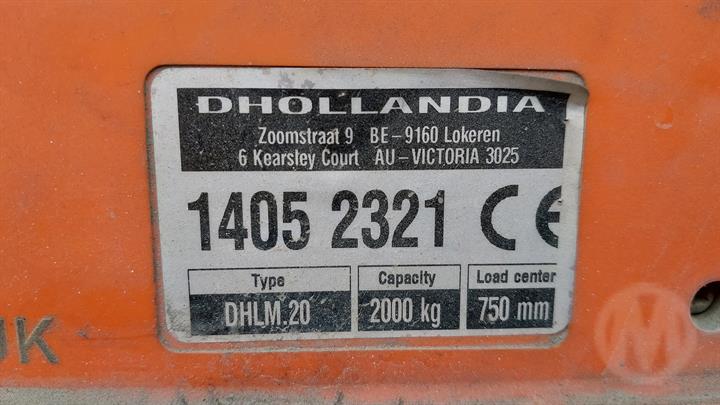 DHOLLANDIA
Zoomstraat 9 BE-9160 Lokeren
6 Kearsley Court AU-VICTORIA 3025
1405 2321 CE
Type Capacity Load center
DHLM.20 2000 kg 750 mm
UK
M